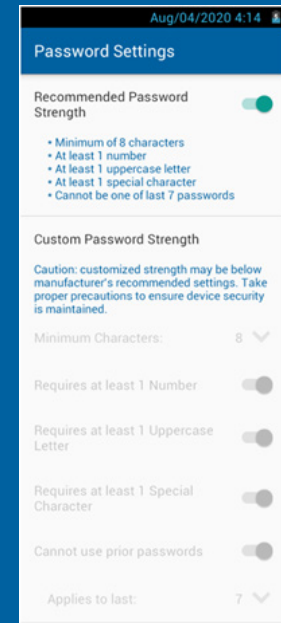 Aug/04/2020 4:14
Password Settings
Recommended Password
Strength
• Minimum of 8 characters
• At least 1 number
• At least 1 uppercase letter
• At least 1 special character
• Cannot be one of last 7 passwords
Custom Password Strength
Caution: customized strength may be below
manufacturer's recommended settings. Take
proper precautions to ensure device security
is maintained.
Minimum Characters: 8
Requires at least 1 Number
Requires at least 1 Uppercase
Letter
Requires at least 1 Special
Character
Cannot use prior passwords
Applies to last: 7